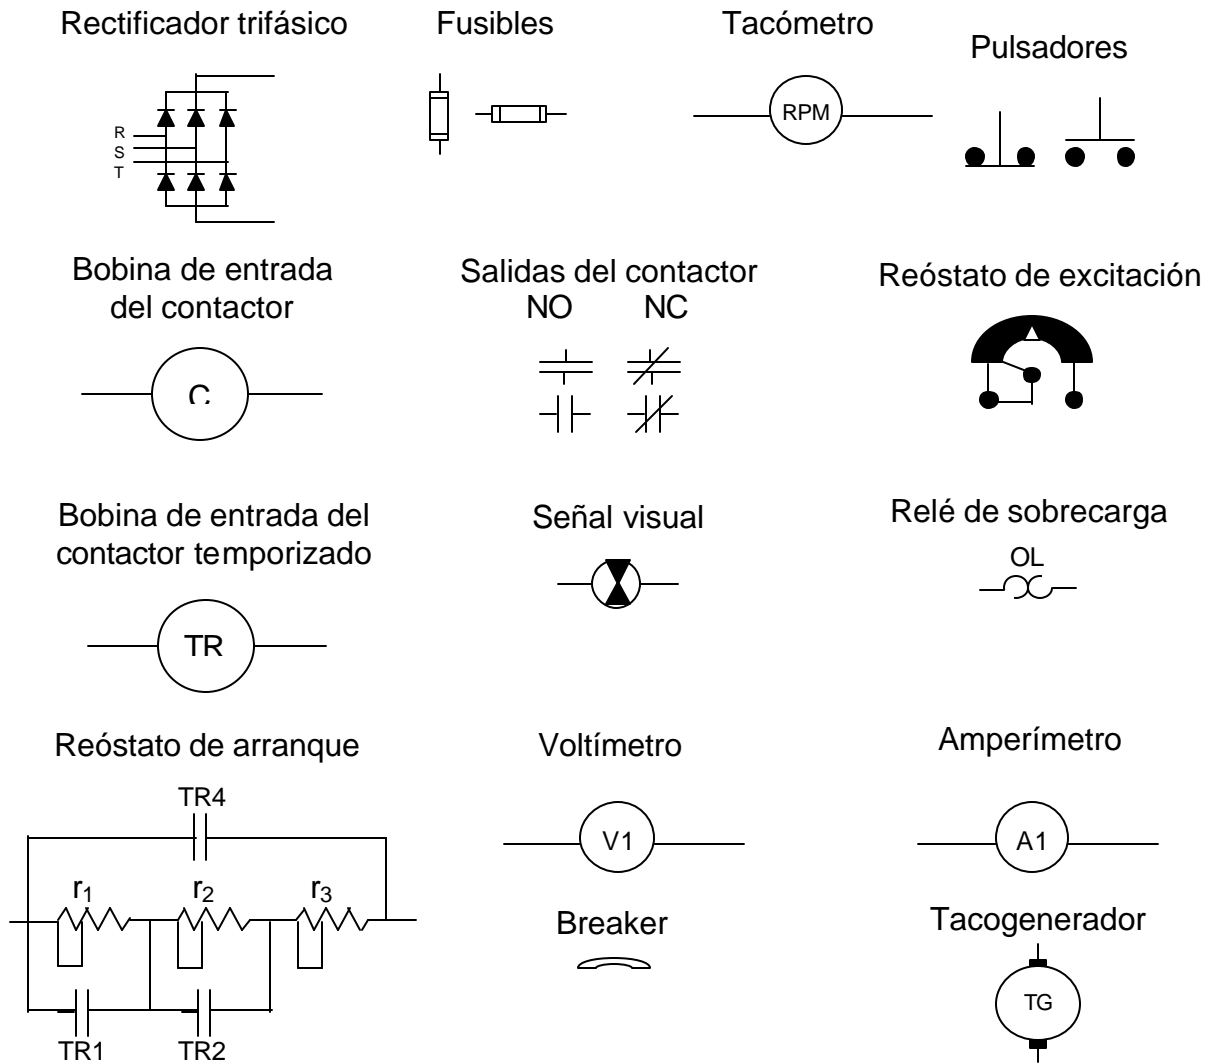 Rectificador trifásico
Fusibles
Tacómetro
Pulsadores
R
S
T
RPM
Bobina de entrada
del contactor
C
Salidas del contactor
NO NC
Reóstato de excitación
Bobina de entrada del
contactor temporizado
TR
Señal visual
Relé de sobrecarga
OL
Reóstato de arranque
TR4
r1 r2 r3
TR1 TR2
Voltímetro
V1
Amperímetro
A1
Breaker
Tacogenerador
TG